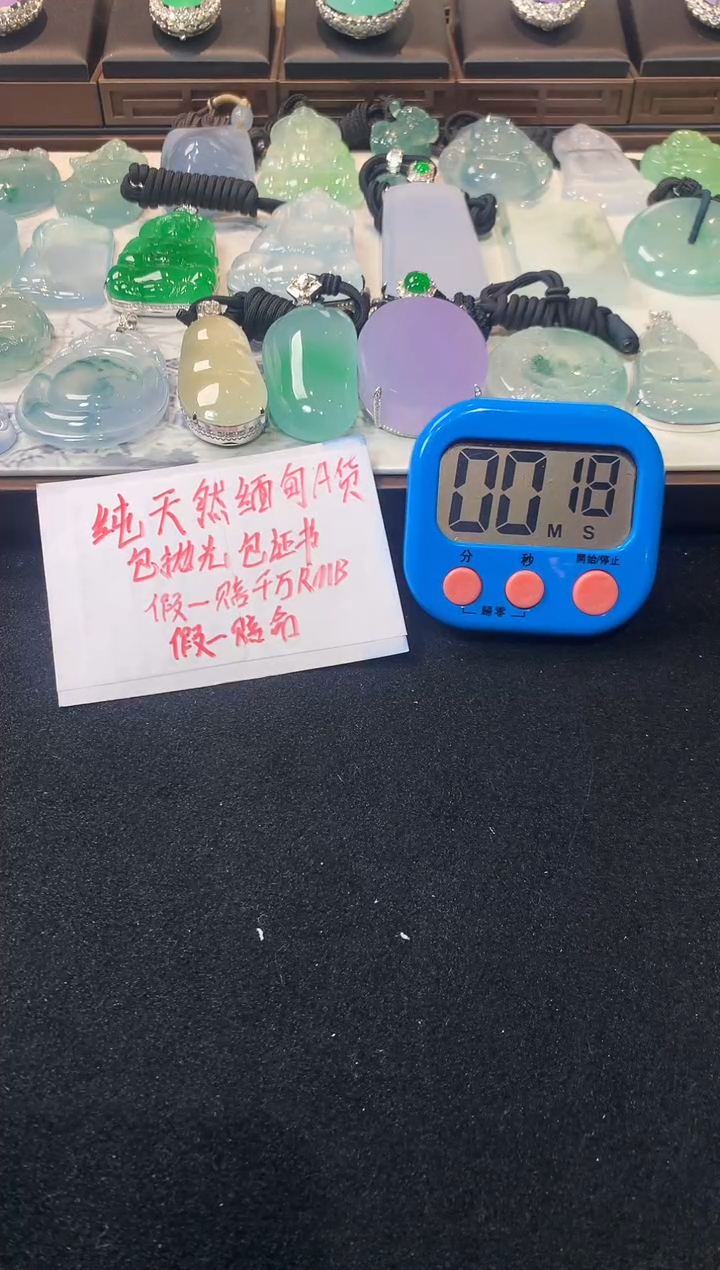 纯天然缅甸A货
包抛光 包证书
假一赔千万RMB
假一赔命
00 18
M S
分 秒 開始/停止
歸零